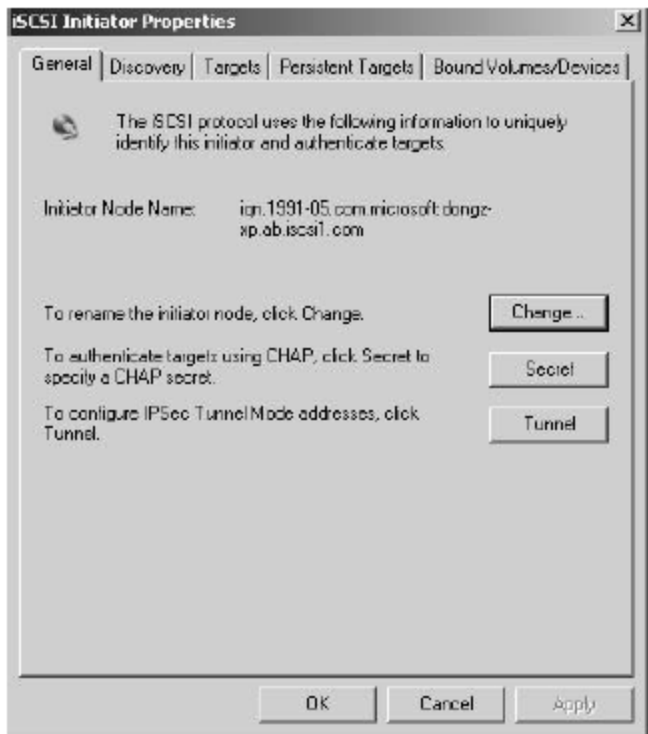 iSCSI Initiator Properties
General Discovery Targets Persistent Targets Bound Volumes/Devices
The iSCSI protocol uses the following information to uniquely
identify this initiator and authenticate targets.
Initiator Node Name: iqn.1991-05.com.microsoft:dongz-
xp.ab.iscsi1.com
To rename the initiator node, click Change. Change...
To authenticate targets using CHAP, click Secret to
specify a CHAP secret. Secret
To configure IPSec Tunnel Mode addresses, click
Tunnel. Tunnel
OK Cancel Apply